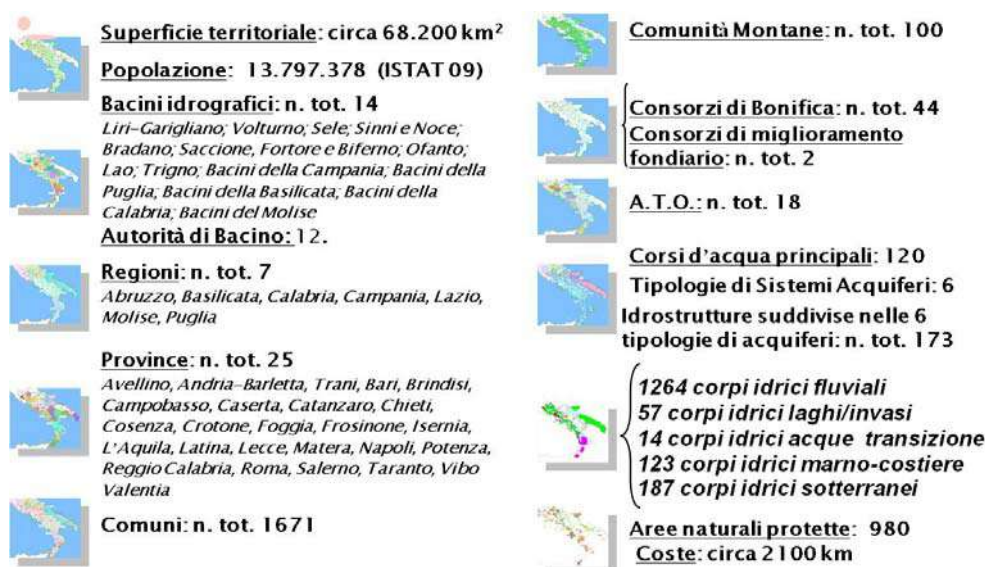 Superficie territoriale: circa 68.200 km²
Popolazione: 13.797.378 (ISTAT 09)
Bacini idrografici: n. tot. 14
Liri-Garigliano; Volturno; Sele; Sinni e Noce;
Bradano; Saccione, Fortore e Biferno; Ofanto;
Lao; Trigno; Bacini della Campania; Bacini della
Puglia; Bacini della Basilicata; Bacini della
Calabria; Bacini del Molise
Autorità di Bacino: 12.
Regioni: n. tot. 7
Abruzzo, Basilicata, Calabria, Campania, Lazio,
Molise, Puglia
Province: n. tot. 25
Avellino, Andria-Barletta, Trani, Bari, Brindisi,
Campobasso, Caserta, Catanzaro, Chieti,
Cosenza, Crotone, Foggia, Frosinone, Isernia,
L'Aquila, Latina, Lecce, Matera, Napoli, Potenza,
Reggio Calabria, Roma, Salerno, Taranto, Vibo
Valentia
Comuni: n. tot. 1671
Comunità Montane: n. tot. 100
Consorzi di Bonifica: n. tot. 44
Consorzi di miglioramento
fondiario: n. tot. 2
A.T.O.: n. tot. 18
Corsi d'acqua principali: 120
Tipologie di Sistemi Acquiferi: 6
Idrostrutture suddivise nelle 6
tipologie di acquiferi: n. tot. 173
1264 corpi idrici fluviali
57 corpi idrici laghi/invasi
14 corpi idrici acque transizione
123 corpi idrici marno-costiere
187 corpi idrici sotterranei
Aree naturali protette: 980
Coste: circa 2100 km